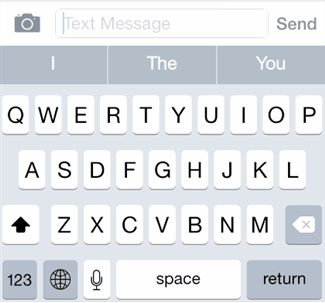 Text Message Send
I The You
Q W E R T Y U I O P
A S D F G H J K L
Z X C V B N M
123 space return